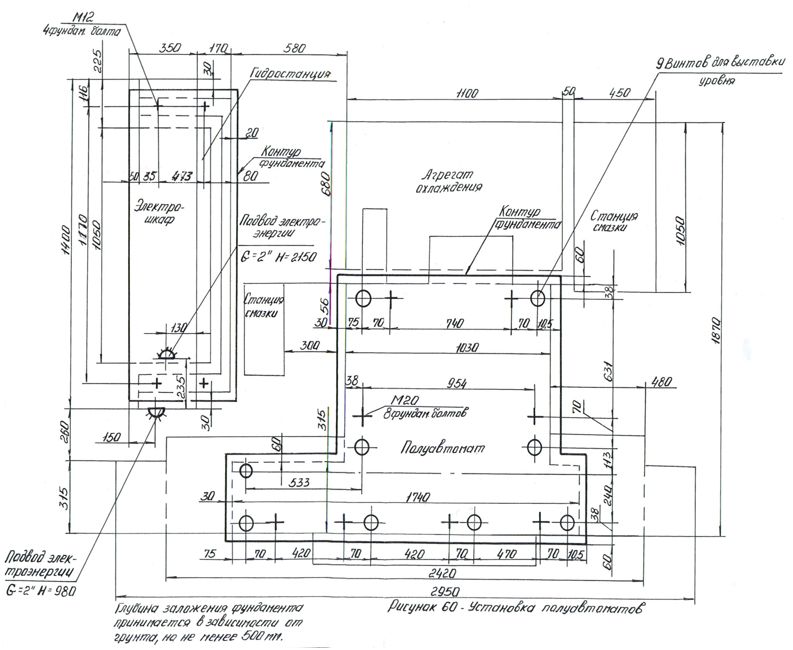 М12
4 фундам. болта
350
170
580
9 Винтов для выставки
уровня
225
116
30
Гидростанция
1100
50
450
20
Контур
фундамента
50
35
473
80
680
Агрегат
охлаждения
Электро-
шкаф
Подвод электро-
энергии
G=2" H=2150
Контур
фундамента
Станция
смазки
1050
1400
1170
1050
60
38
1870
130
Станция
смазки
56
30
75
70
740
70
105
300
1030
631
235
38
954
480
М20
8 фундам. болтов
70
150
30
315
260
60
Полуавтомат
113
533
315
30
1740
240
38
75
70
420
70
420
70
470
70
105
60
Подвод элек-
троэнергии
G=2" H=980
2420
2950
Глубина заложения фундамента
принимается в зависимости от
грунта, но не менее 500 мм.
Рисунок 60 - Установка полуавтоматов